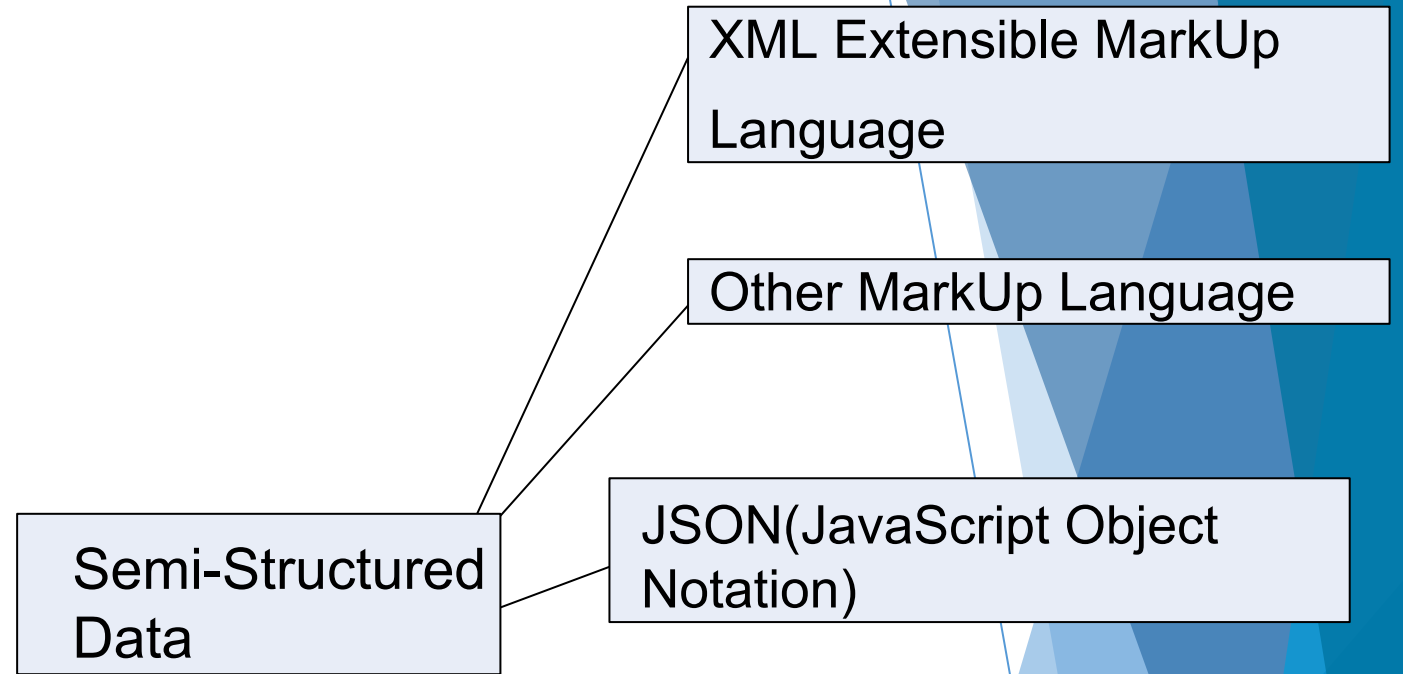 XML Extensible MarkUp
Language
Other MarkUp Language
JSON(JavaScript Object
Notation)
Semi-Structured
Data